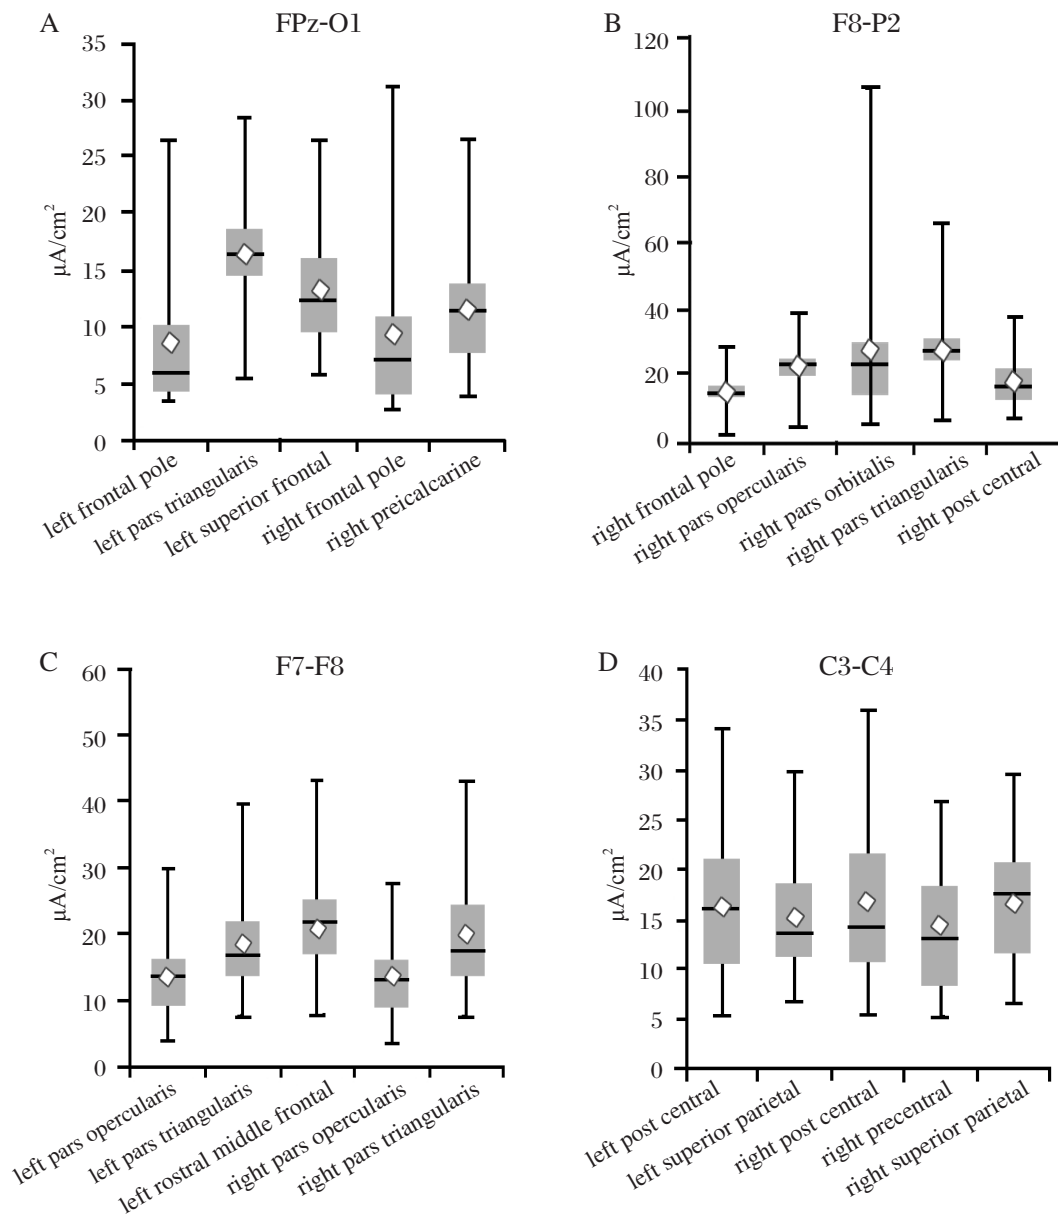 A
FPz-O1
35
30
25
20
15
10
5
0
μA/cm²
left frontal pole
left pars triangularis
left superior frontal
right frontal pole
right preicalcarine
B
F8-P2
120
100
80
60
40
20
0
μA/cm²
right frontal pole
right pars opercularis
right pars orbitalis
right pars triangularis
right post central
C
F7-F8
60
50
40
30
20
10
0
μA/cm²
left pars opercularis
left pars triangularis
left rostral middle frontal
right pars opercularis
right pars triangularis
D
C3-C4
40
35
30
25
20
15
10
5
0
μA/cm²
left post central
left superior parietal
right post central
right precentral
right superior parietal